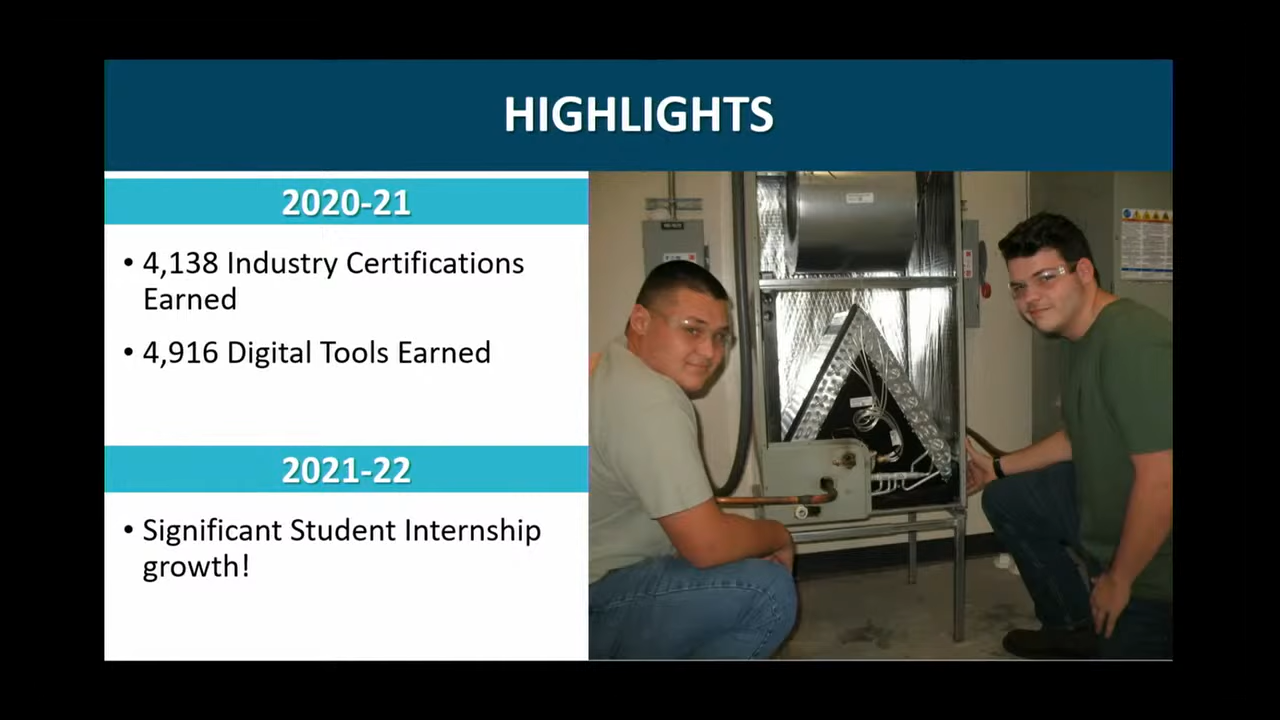 HIGHLIGHTS
2020-21
• 4,138 Industry Certifications
Earned
• 4,916 Digital Tools Earned
2021-22
• Significant Student Internship
growth!